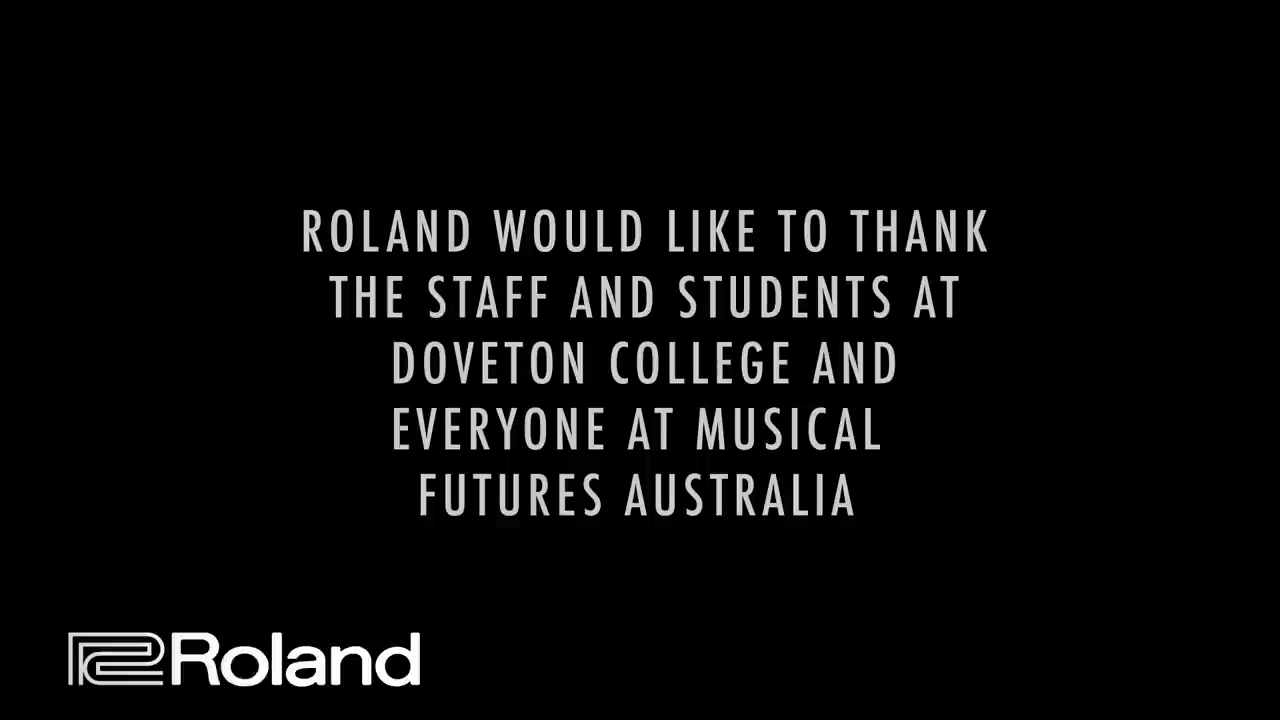 ROLAND WOULD LIKE TO THANK
THE STAFF AND STUDENTS AT
DOVETON COLLEGE AND
EVERYONE AT MUSICAL
FUTURES AUSTRALIA
Roland